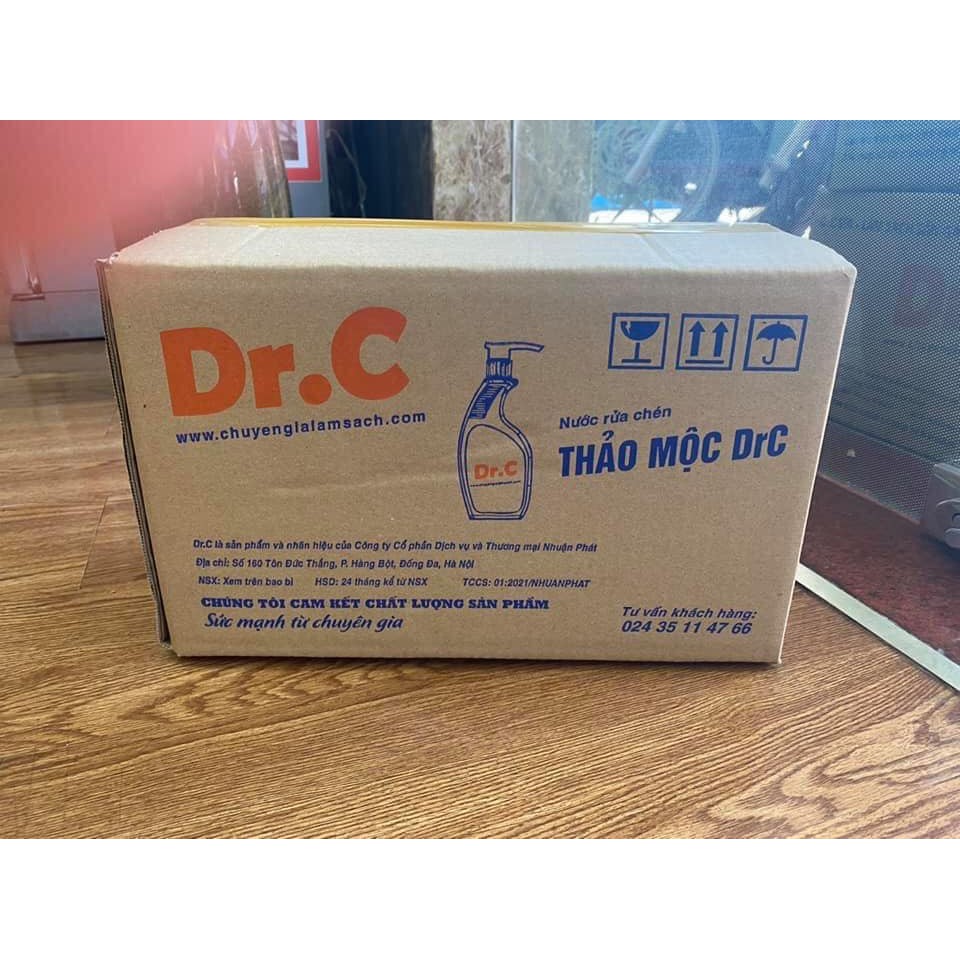 Dr.C
www.chuyengialamsach.com
Dr.C
Nước rửa chén
THẢO MỘC DrC
Dr.C là sản phẩm và nhãn hiệu của Công ty Cổ phần Dịch vụ và Thương mại Nhuận Phát
Địa chỉ: Số 160 Tôn Đức Thắng, P. Hàng Bột, Đống Đa, Hà Nội
NSX: Xem trên bao bì HSD: 24 tháng kể từ NSX TCCS: 01:2021/NHUANPHAT
CHÚNG TÔI CAM KẾT CHẤT LƯỢNG SẢN PHẨM
Sức mạnh từ chuyên gia
Tư vấn khách hàng:
024 35 11 47 66